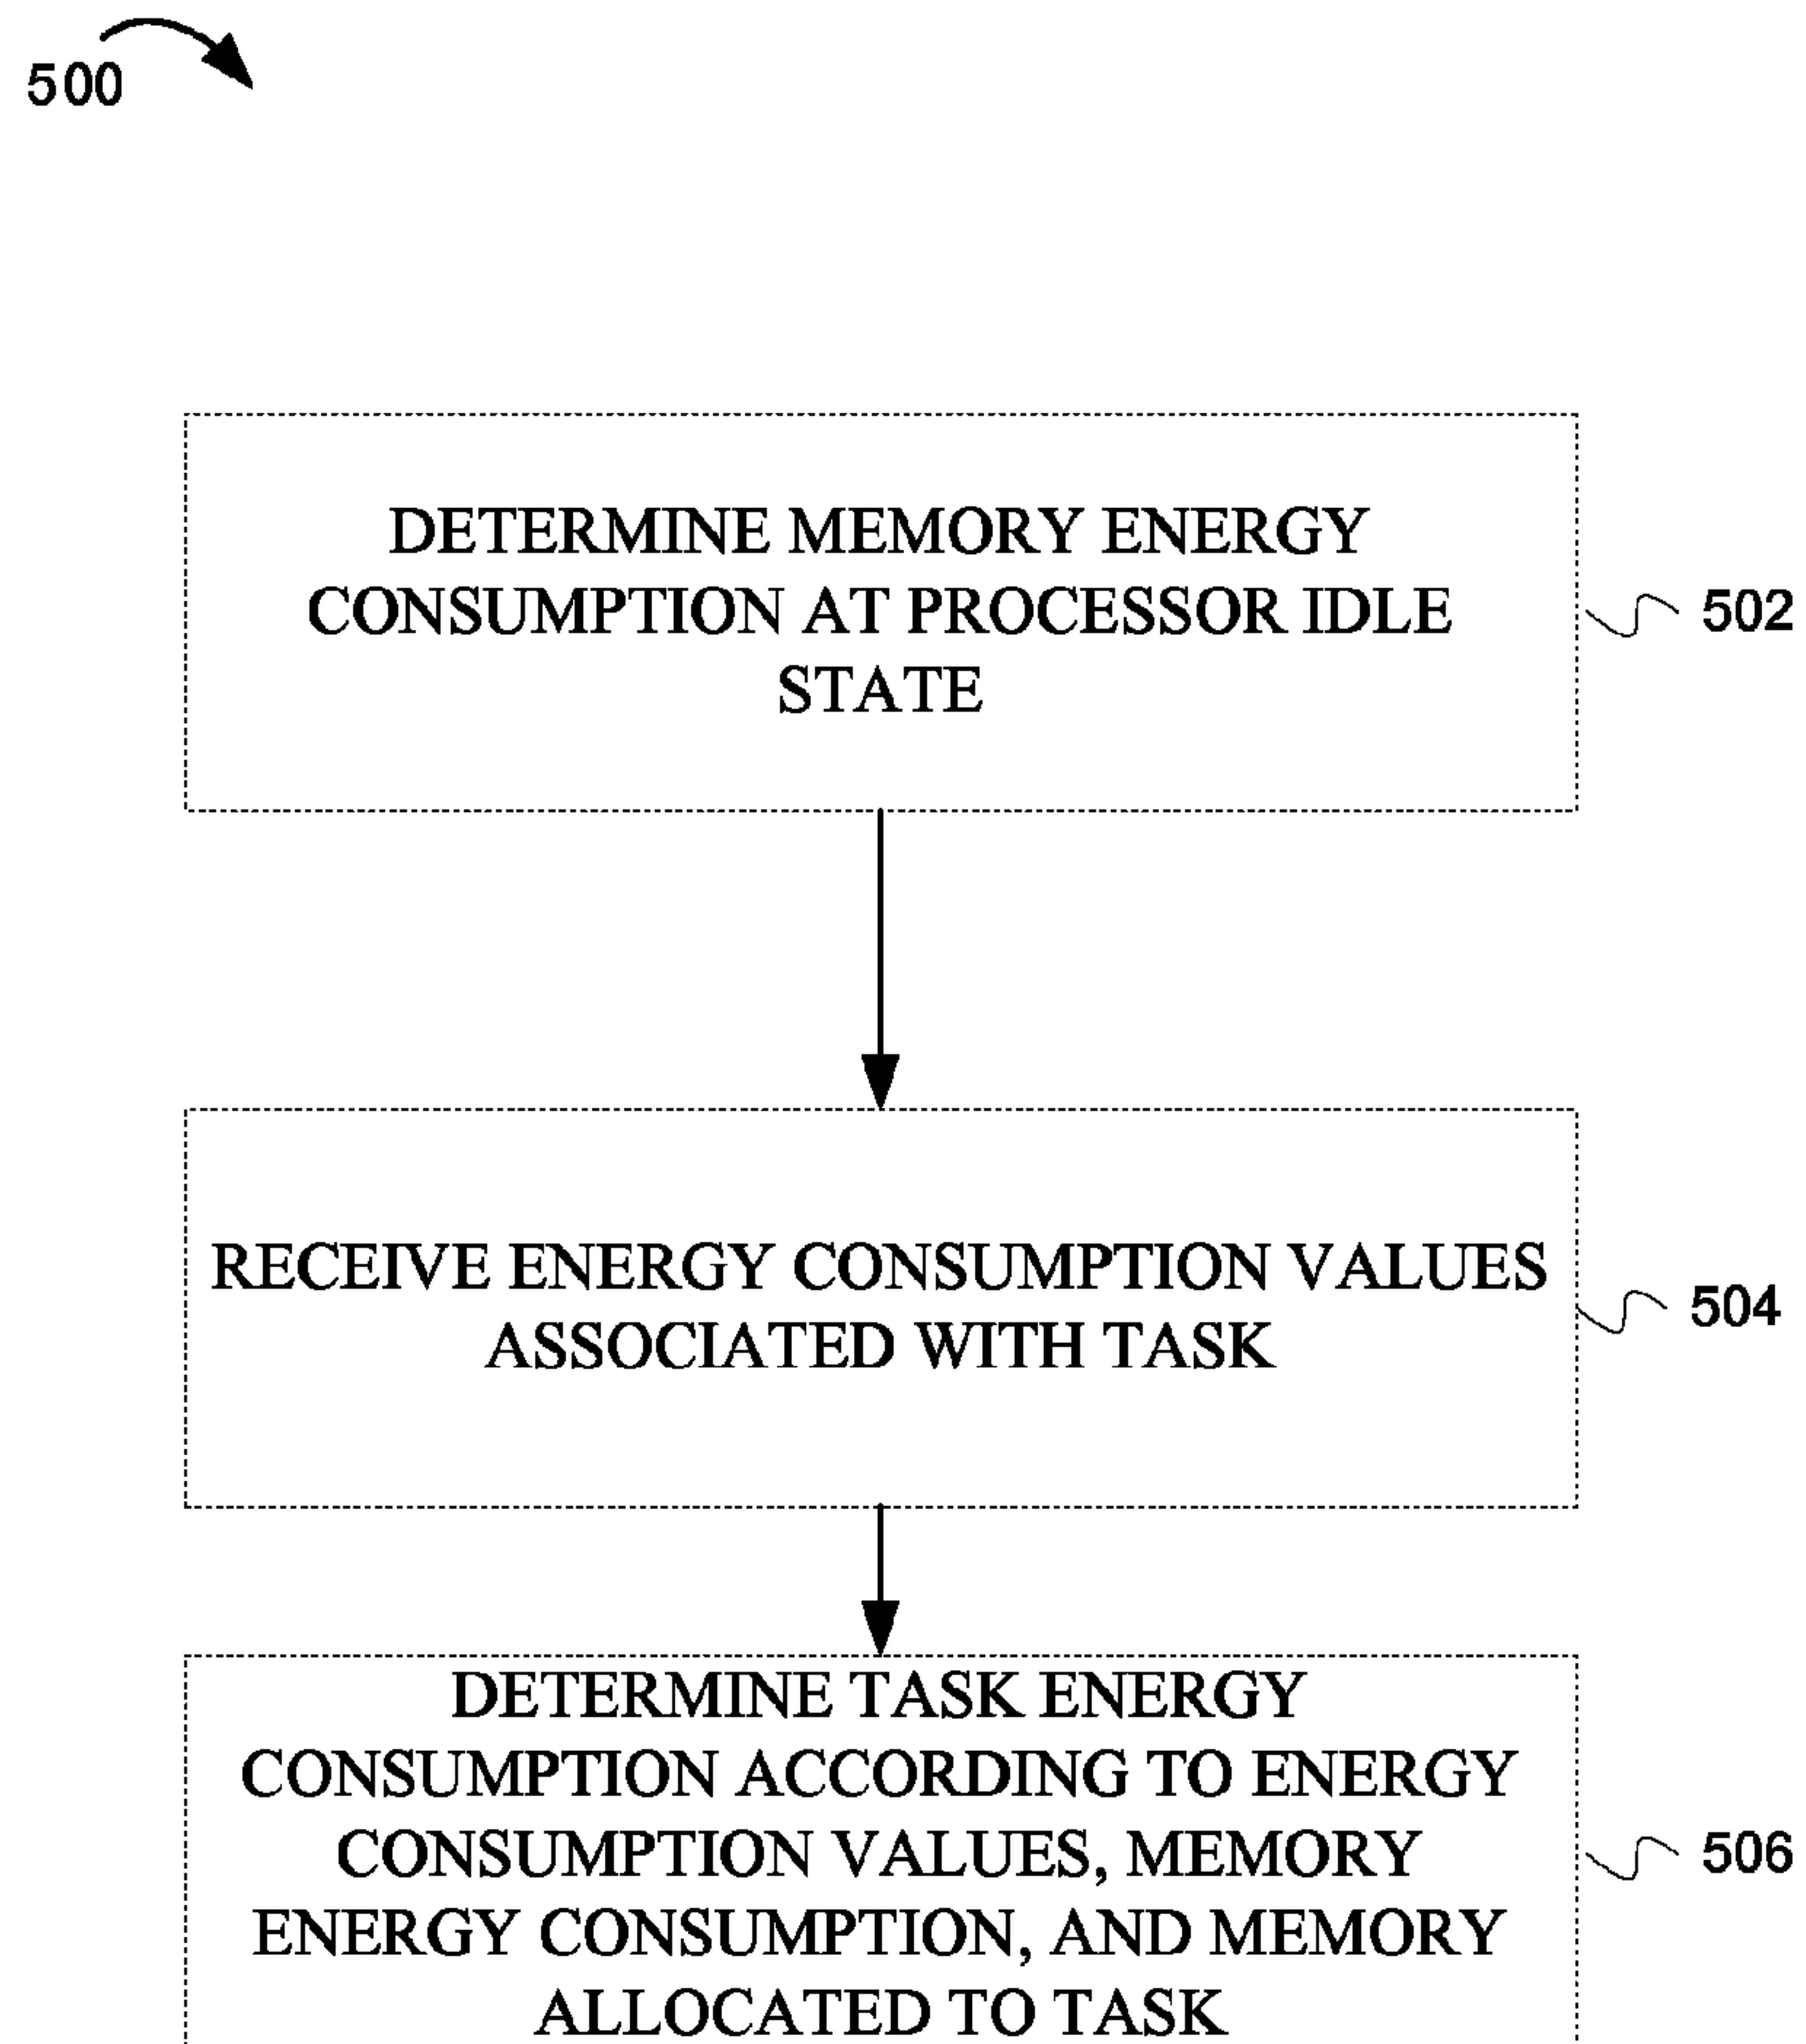 500
DETERMINE MEMORY ENERGY
CONSUMPTION AT PROCESSOR IDLE
STATE
502
RECEIVE ENERGY CONSUMPTION VALUES
ASSOCIATED WITH TASK
504
DETERMINE TASK ENERGY
CONSUMPTION ACCORDING TO ENERGY
CONSUMPTION VALUES, MEMORY
ENERGY CONSUMPTION, AND MEMORY
ALLOCATED TO TASK
506